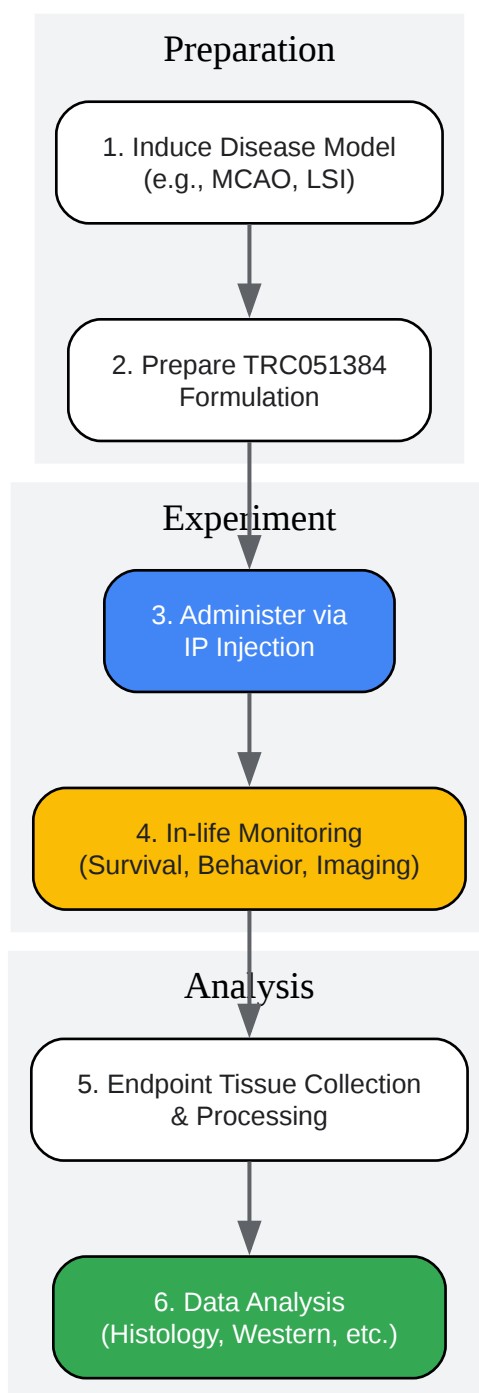 Preparation
1. Induce Disease Model
(e.g., MCAO, LSI)
2. Prepare TRC051384
Formulation
Experiment
3. Administer via
IP Injection
4. In-life Monitoring
(Survival, Behavior, Imaging)
Analysis
5. Endpoint Tissue Collection
& Processing
6. Data Analysis
(Histology, Western, etc.)